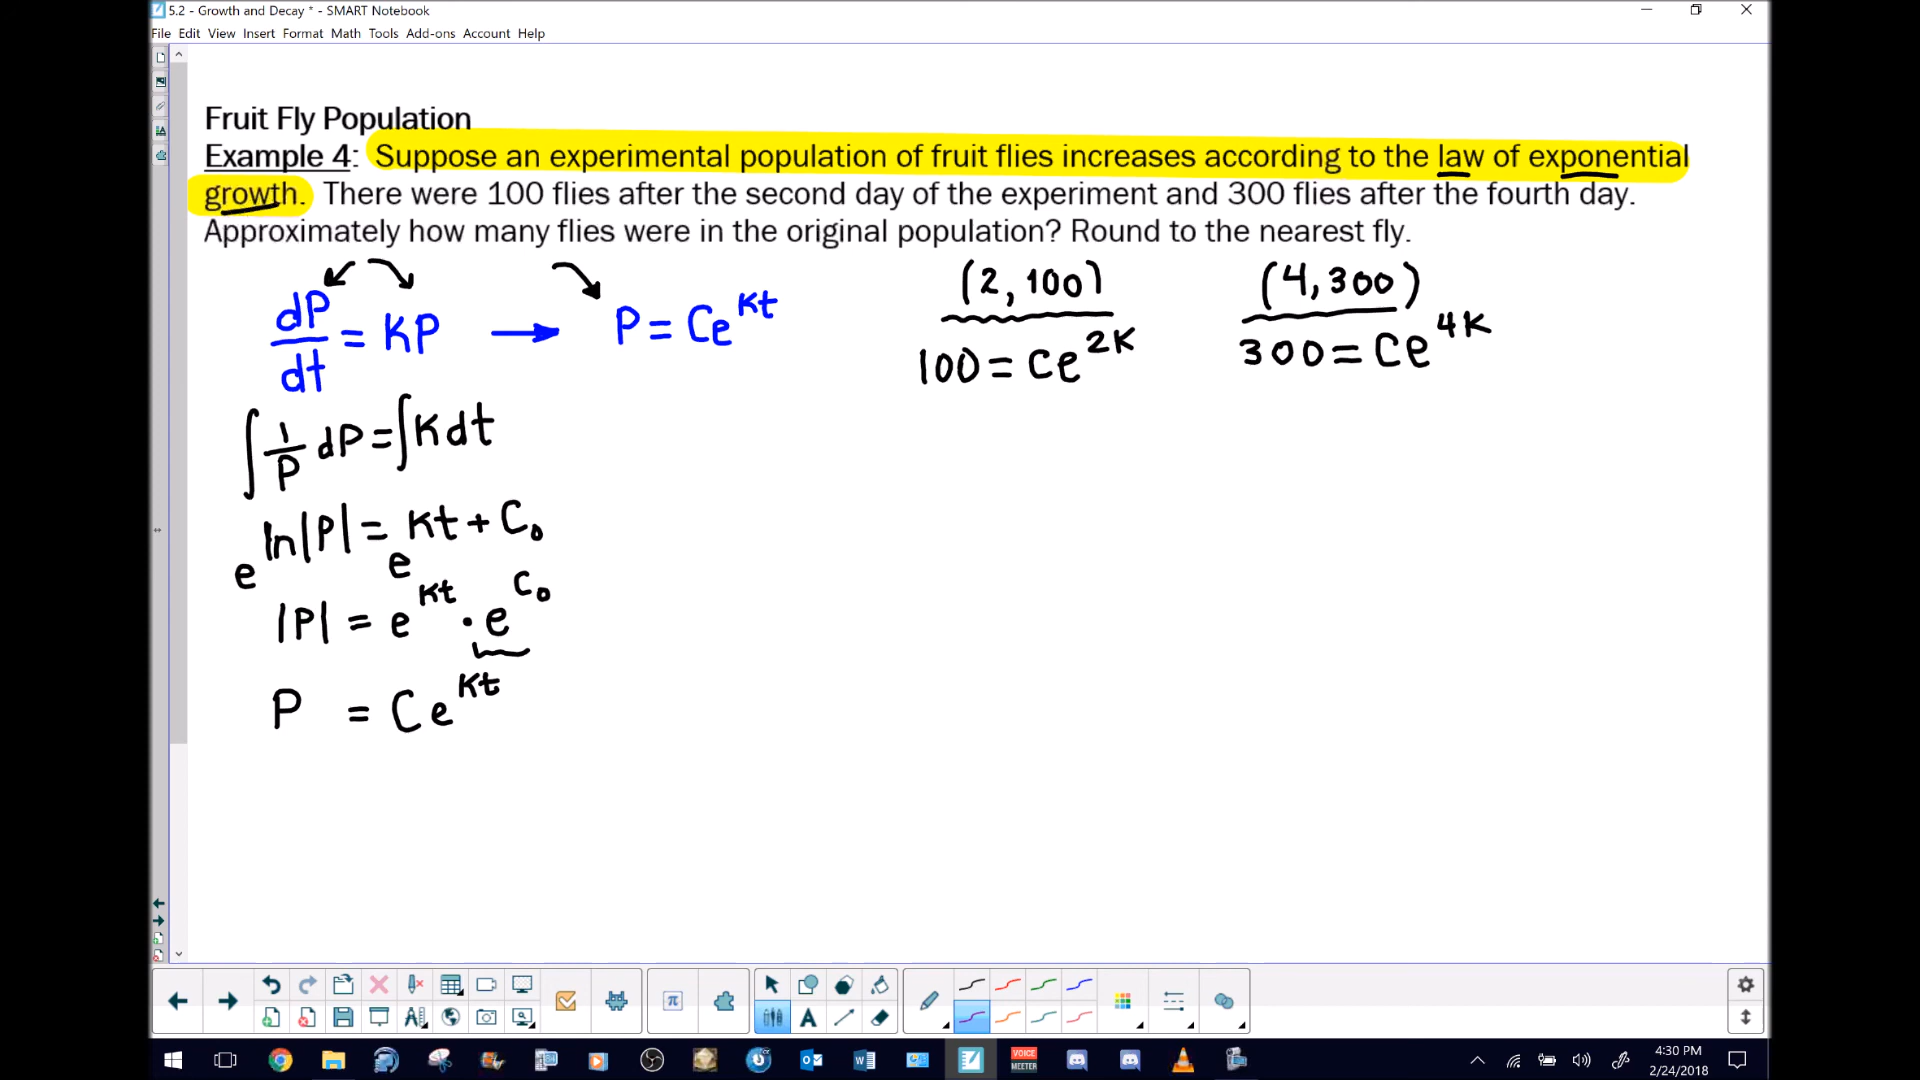 5.2 - Growth and Decay * - SMART Notebook
File Edit View Insert Format Math Tools Add-ons Account Help
Fruit Fly Population
Example 4: Suppose an experimental population of fruit flies increases according to the law of exponential
growth. There were 100 flies after the second day of the experiment and 300 flies after the fourth day.
Approximately how many flies were in the original population? Round to the nearest fly.
dP/dt = KP → P = Ce^Kt
(2, 100)
100 = Ce^2K
(4, 300)
300 = Ce^4K
∫ 1/P dP = ∫ K dt
e^ln|P| = e^Kt + C₀
|P| = e^Kt · e^C₀
P = Ce^Kt
π
A
VOICE
MEETER
4:30 PM
2/24/2018